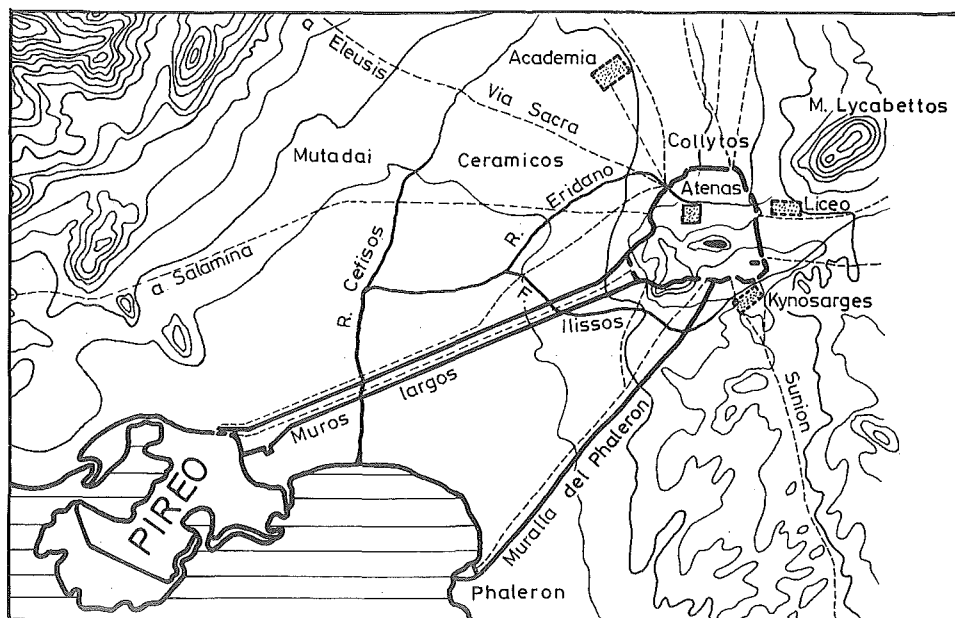 a Eleusis
Via Sacra
Academia
M. Lycabettos
Mutadai
Ceramicos
Collytos
R. Eridano
Atenas
Liceo
a Salamina
R. Cefisos
F. Ilissos
Kynosarges
Muros largos
Sunion
Muralla del Phaleron
PIREO
Phaleron